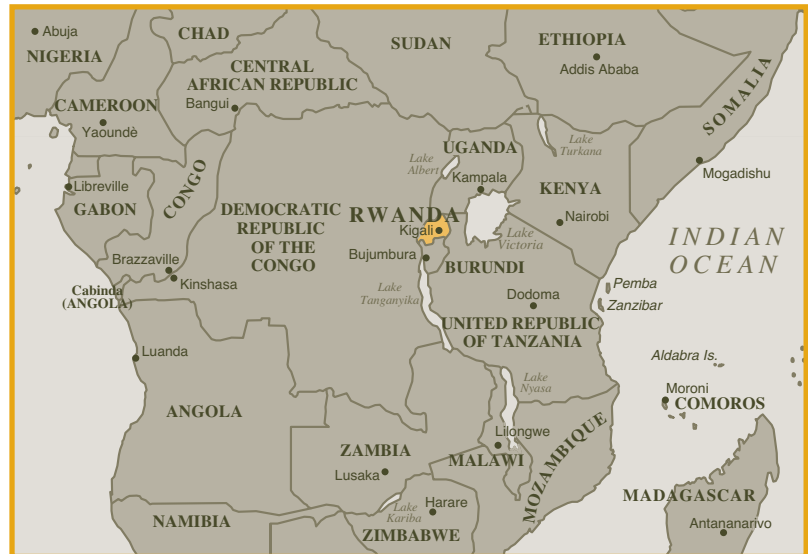 Abuja
NIGERIA
CHAD
SUDAN
ETHIOPIA
Addis Ababa
SOMALIA
CENTRAL
AFRICAN REPUBLIC
Bangui
CAMEROON
Yaoundè
Lake
Albert
UGANDA
Kampala
Lake
Turkana
Mogadishu
Libreville
GABON
CONGO
DEMOCRATIC
REPUBLIC
OF THE
CONGO
RWANDA
Kigali
KENYA
Nairobi
Lake
Victoria
INDIAN
OCEAN
Brazzaville
Kinshasa
Bujumbura
BURUNDI
Cabinda
(ANGOLA)
Lake
Tanganyika
Dodoma
UNITED REPUBLIC
OF TANZANIA
Pemba
Zanzibar
Luanda
Aldabra Is.
Lake
Nyasa
Moroni
COMOROS
ANGOLA
Lilongwe
ZAMBIA
Lusaka
MALAWI
MOZAMBIQUE
MADAGASCAR
Antananarivo
NAMIBIA
Lake
Kariba
Harare
ZIMBABWE